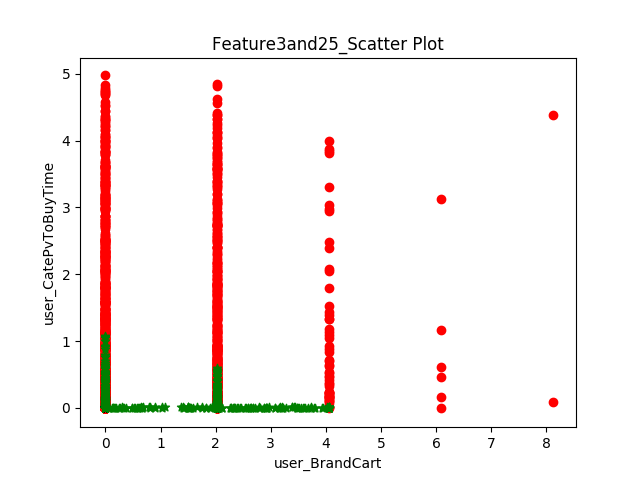 Feature3and25_Scatter Plot
user_CatePvToBuyTime
5
4
3
2
1
0
0 1 2 3 4 5 6 7 8
user_BrandCart